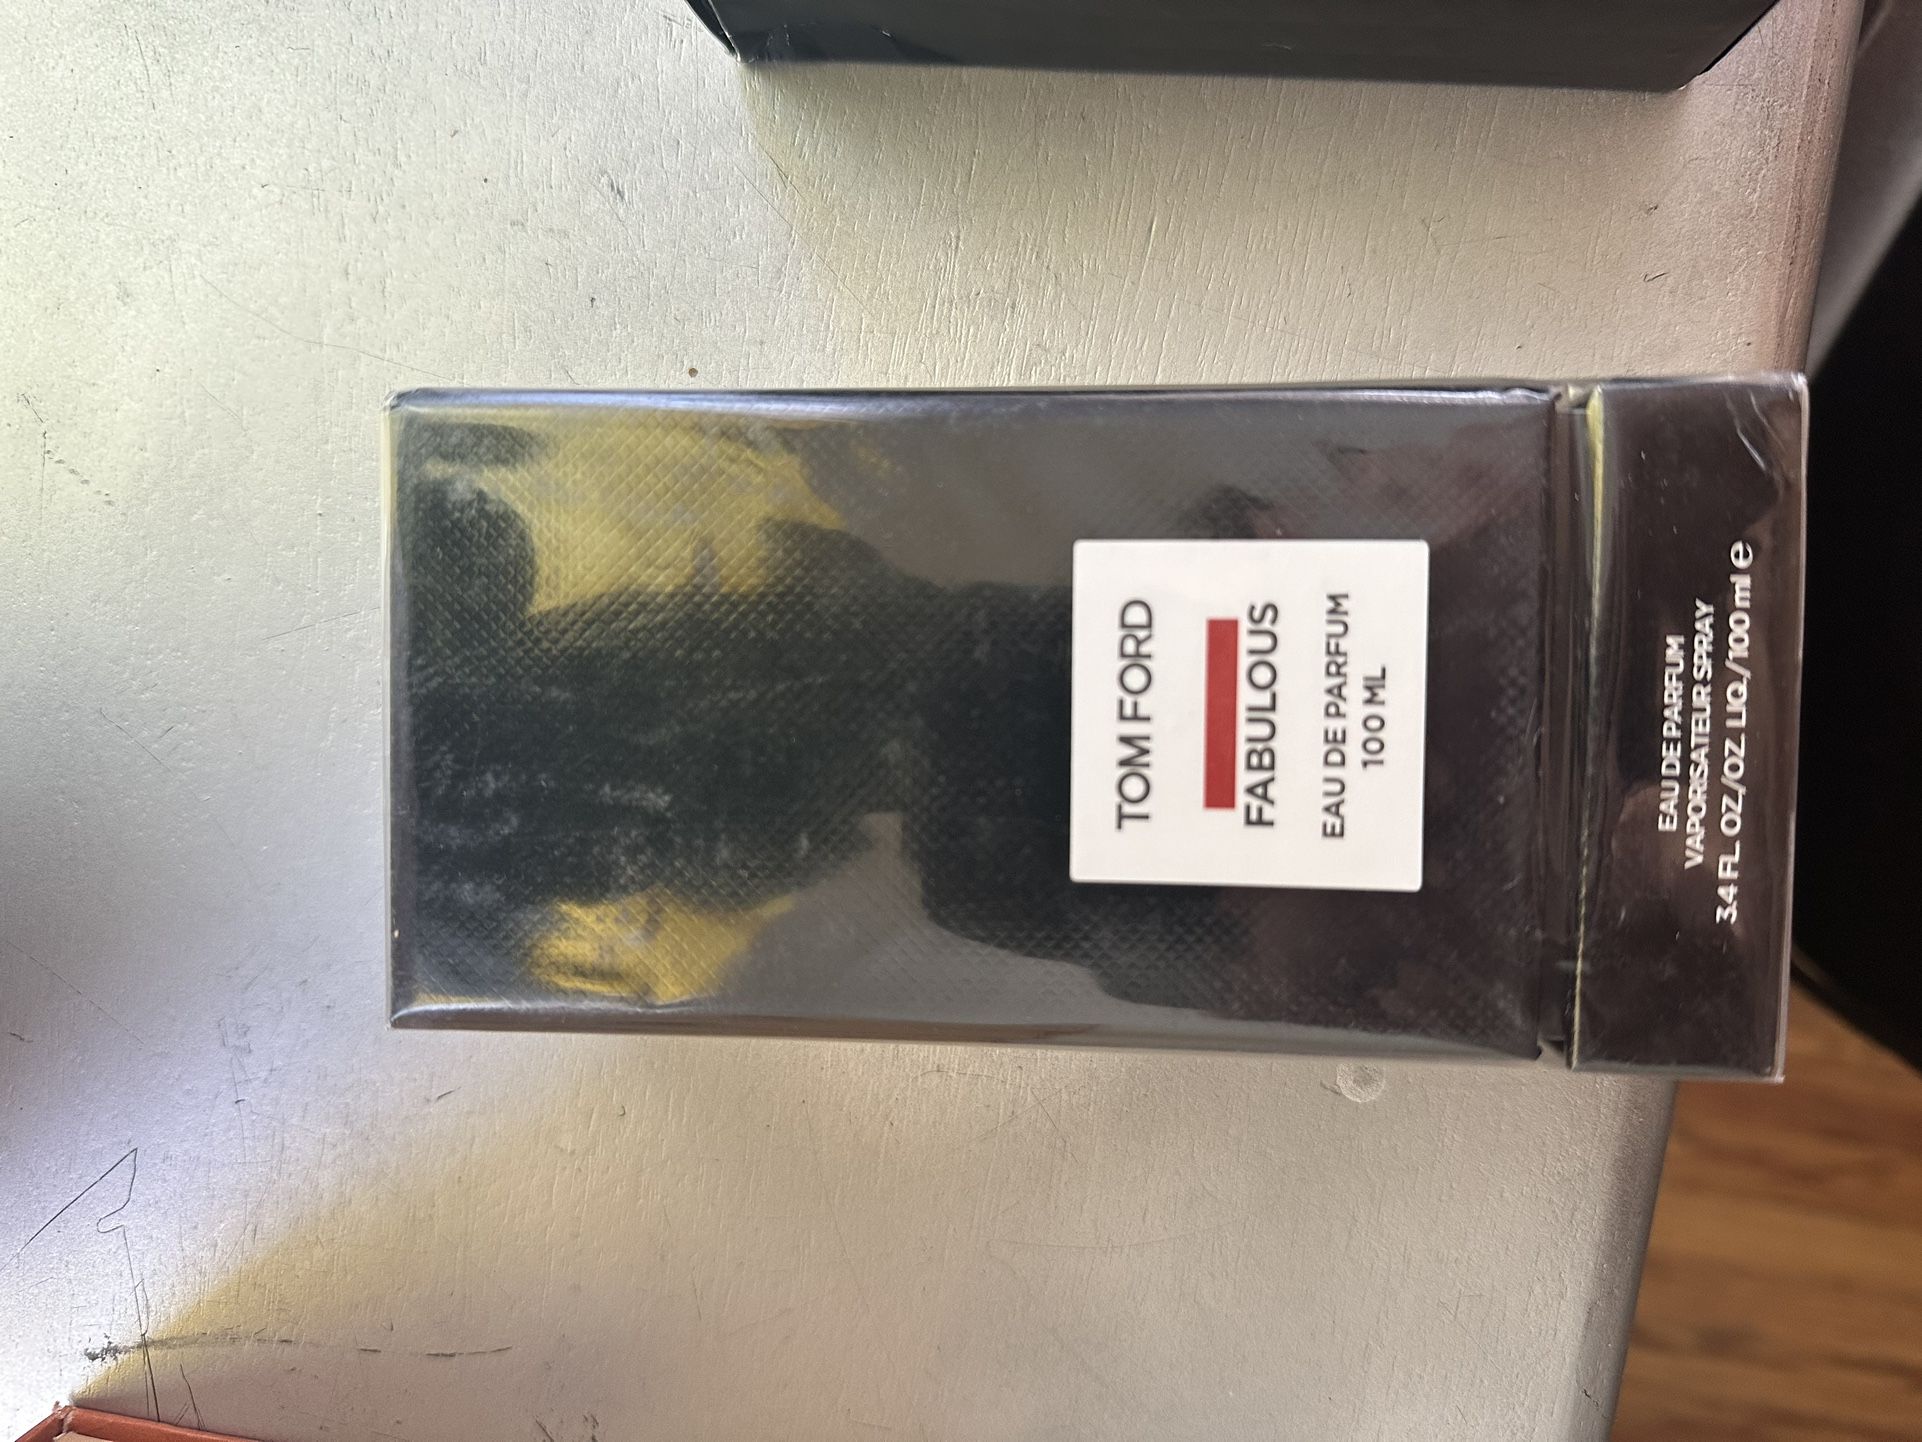 TOM FORD
FABULOUS
EAU DE PARFUM
100 ML
EAU DE PARFUM
VAPORISATEUR SPRAY
3.4 FL. OZ/OZ. LIQ./100 ml ℮